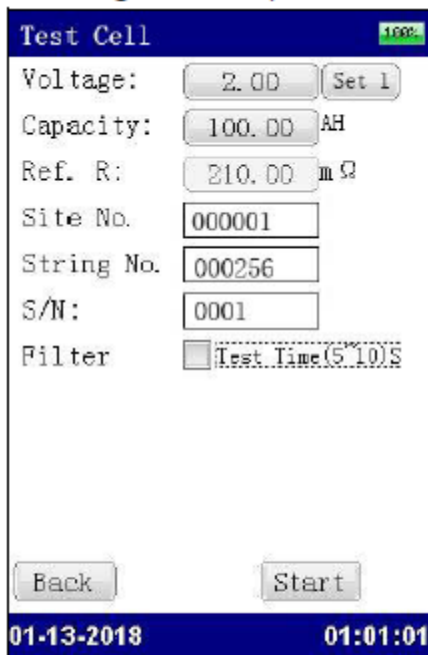 Test Cell 100%
Voltage: 2.00 Set 1
Capacity: 100.00 AH
Ref. R: 210.00 mΩ
Site No. 000001
String No. 000256
S/N: 0001
Filter Test Time(5~10)S
Back Start
01-13-2018 01:01:01